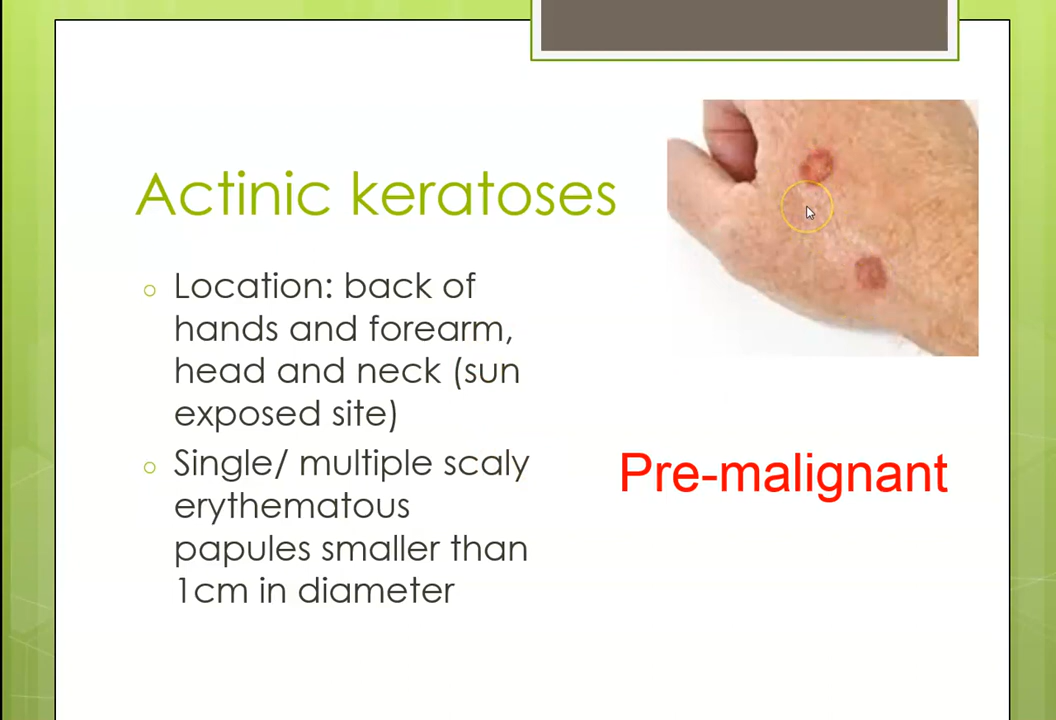 Actinic keratoses
Location: back of
hands and forearm,
head and neck (sun
exposed site)
Single/ multiple scaly
erythematous
papules smaller than
1cm in diameter
Pre-malignant